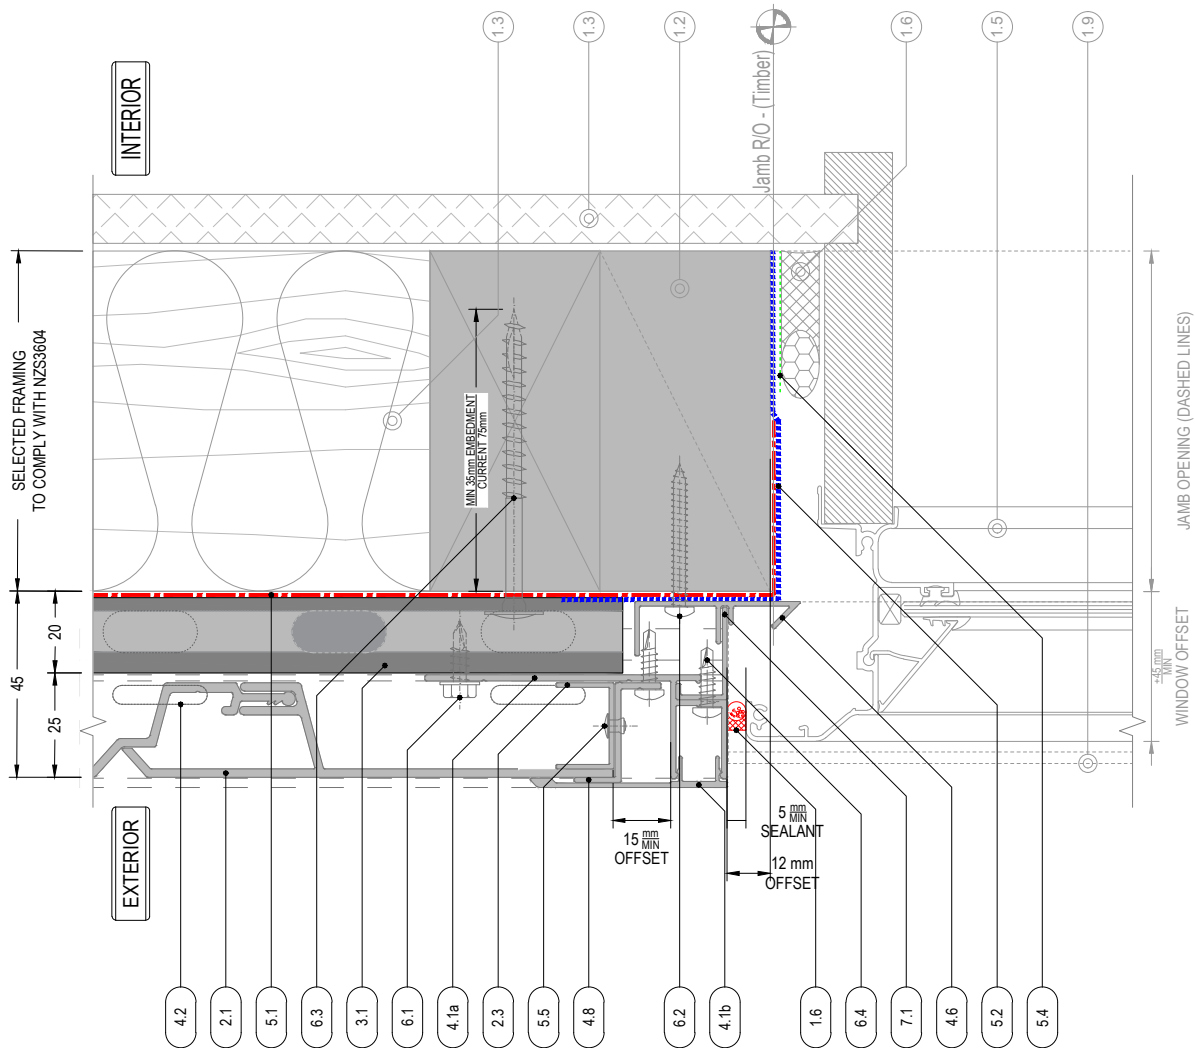 1.3
1.3
1.2
1.6
1.5
1.9
INTERIOR
Jamb R/O - (Timber)
SELECTED FRAMING
TO COMPLY WITH NZS3604
MIN 35mm EMBEDMENT
CURRENT 75mm
JAMB OPENING (DASHED LINES)
WINDOW OFFSET
+45 mm
MIN
45
20
25
EXTERIOR
15 mm
MIN
OFFSET
5 mm
MIN
SEALANT
12 mm
OFFSET
4.2
2.1
5.1
6.3
3.1
6.1
4.1a
2.3
5.5
4.8
6.2
4.1b
1.6
6.4
7.1
4.6
5.2
5.4